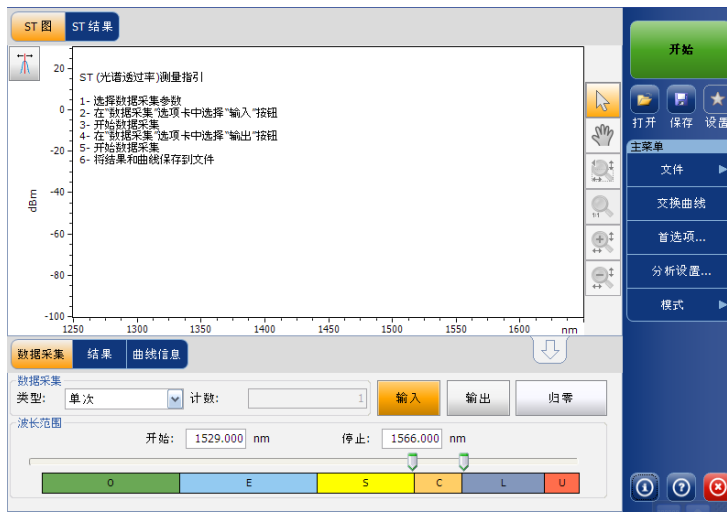 ST 图 ST 结果
开始
打开 保存 设置
主菜单
文件
交换曲线
首选项...
分析设置...
模式
ST (光谱透过率)测量指引
1- 选择数据采集参数
2- 在"数据采集"选项卡中选择"输入"按钮
3- 开始数据采集
4- 在"数据采集"选项卡中选择"输出"按钮
5- 开始数据采集
6- 将结果和曲线保存到文件
dBm
20
0
-20
-40
-60
-80
-100
1250 1300 1350 1400 1450 1500 1550 1600 nm
1:1
数据采集 结果 曲线信息
数据采集
类型: 单次 计数: 1 输入 输出 归零
波长范围
开始: 1529.000 nm 停止: 1566.000 nm
O E S C L U